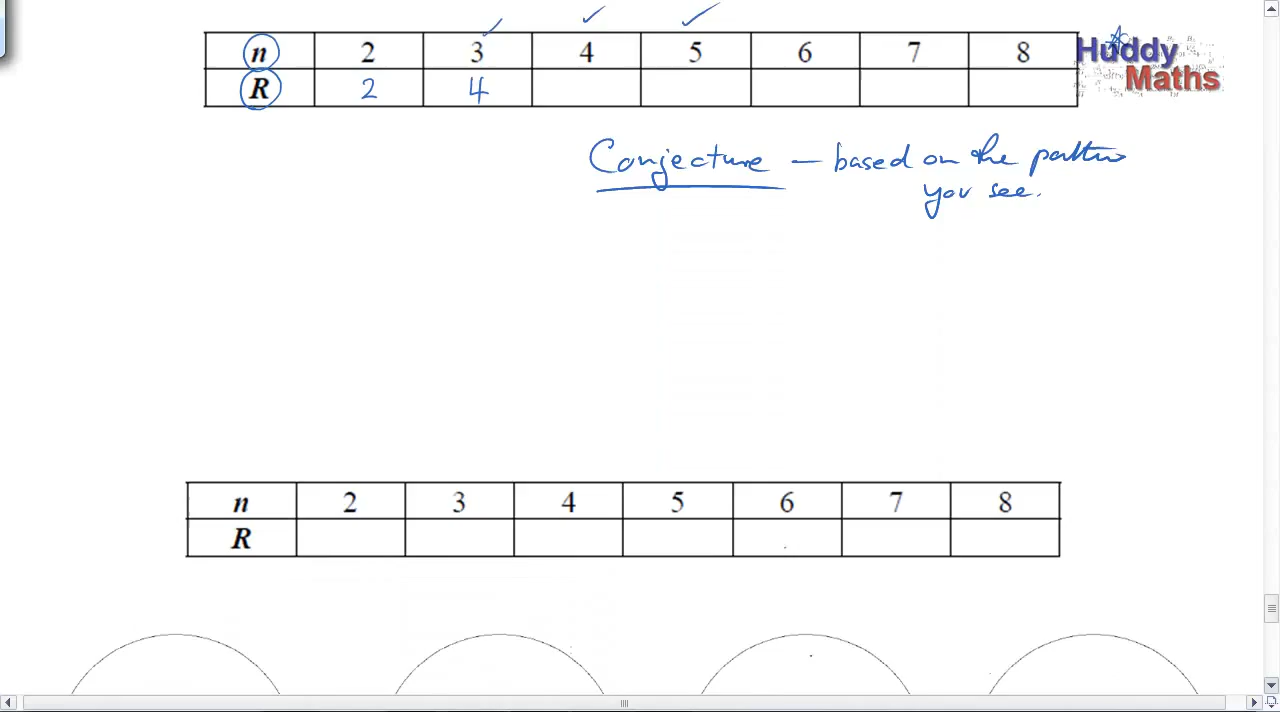 n 2 3 4 5 6 7 8
R 2 4
Huddy
Maths
Conjecture – based on the pattern
you see.
n 2 3 4 5 6 7 8
R